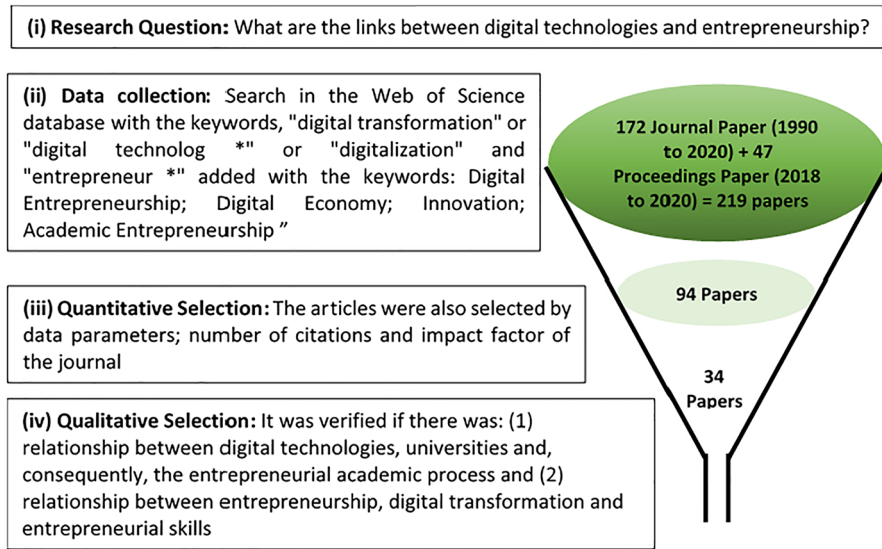 (i) Research Question: What are the links between digital technologies and entrepreneurship?
(ii) Data collection: Search in the Web of Science
database with the keywords, "digital transformation" or
"digital technolog *" or "digitalization" and
"entrepreneur *" added with the keywords: Digital
Entrepreneurship; Digital Economy; Innovation;
Academic Entrepreneurship ”
172 Journal Paper (1990
to 2020) + 47
Proceedings Paper (2018
to 2020) = 219 papers
(iii) Quantitative Selection: The articles were also selected by
data parameters; number of citations and impact factor of
the journal
94 Papers
(iv) Qualitative Selection: It was verified if there was: (1)
relationship between digital technologies, universities and,
consequently, the entrepreneurial academic process and (2)
relationship between entrepreneurship, digital transformation and
entrepreneurial skills
34
Papers